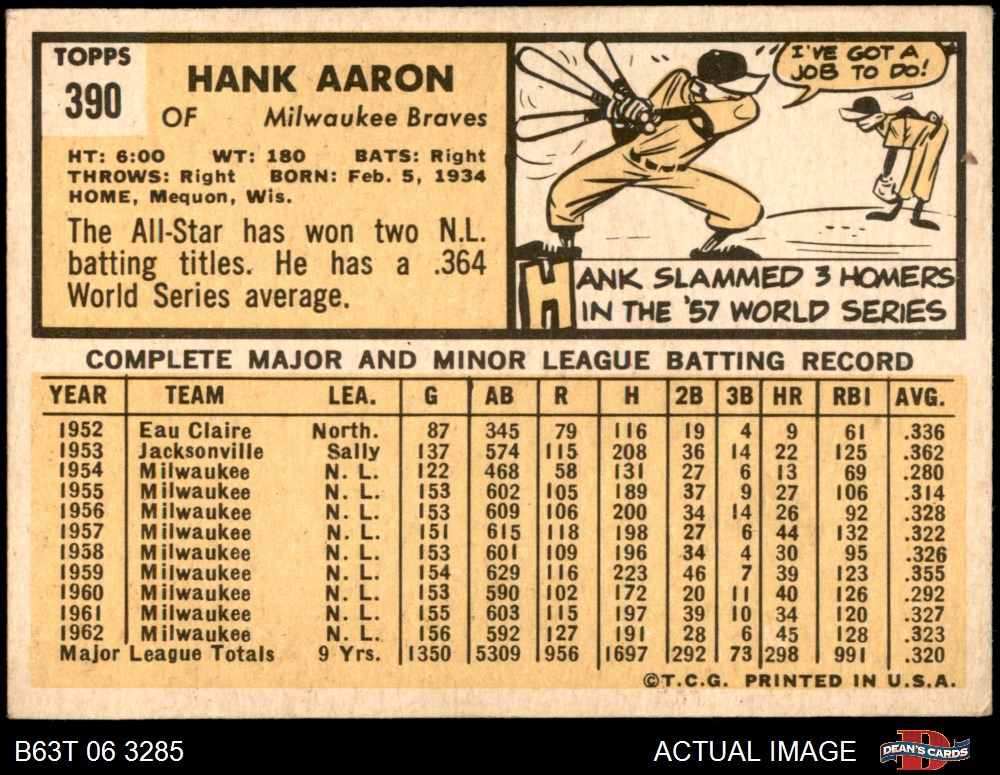 TOPPS
390
HANK AARON
OF Milwaukee Braves
HT: 6:00 WT: 180 BATS: Right
THROWS: Right BORN: Feb. 5, 1934
HOME, Mequon, Wis.
The All-Star has won two N.L.
batting titles. He has a .364
World Series average.
I'VE GOT A
JOB TO DO!
HANK SLAMMED 3 HOMERS
IN THE '57 WORLD SERIES
COMPLETE MAJOR AND MINOR LEAGUE BATTING RECORD
YEAR TEAM LEA. G AB R H 2B 3B HR RBI AVG.
1952 Eau Claire North. 87 345 79 116 19 4 9 61 .336
1953 Jacksonville Sally 137 574 115 208 36 14 22 125 .362
1954 Milwaukee N. L. 122 468 58 131 27 6 13 69 .280
1955 Milwaukee N. L. 153 602 105 189 37 9 27 106 .314
1956 Milwaukee N. L. 153 609 106 200 34 14 26 92 .328
1957 Milwaukee N. L. 151 615 118 198 27 6 44 132 .322
1958 Milwaukee N. L. 153 601 109 196 34 4 30 95 .326
1959 Milwaukee N. L. 154 629 116 223 46 7 39 123 .355
1960 Milwaukee N. L. 153 590 102 172 20 11 40 126 .292
1961 Milwaukee N. L. 155 603 115 197 39 10 34 120 .327
1962 Milwaukee N. L. 156 592 127 191 28 6 45 128 .323
Major League Totals 9 Yrs. 1350 5309 956 1697 292 73 298 991 .320
©T.C.G. PRINTED IN U.S.A.
B63T 06 3285 ACTUAL IMAGE DEAN'S CARDS